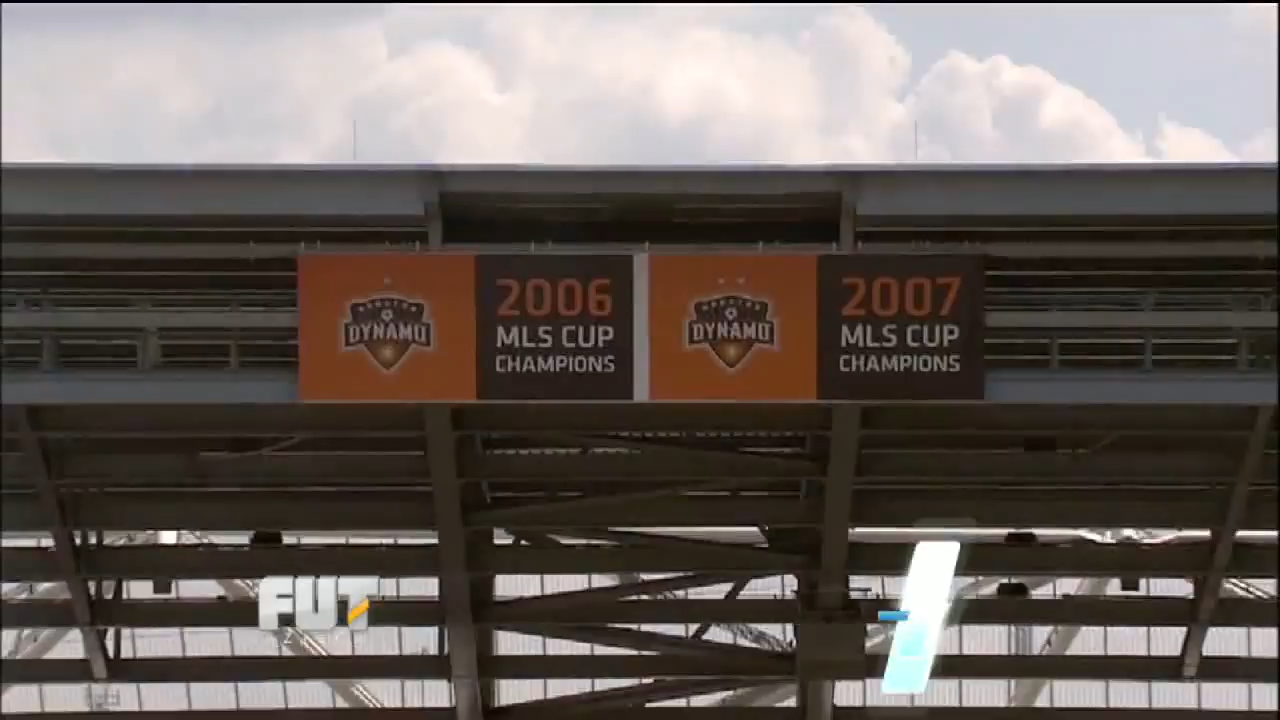 DYNAMO
2006
MLS CUP
CHAMPIONS
DYNAMO
2007
MLS CUP
CHAMPIONS
FUT